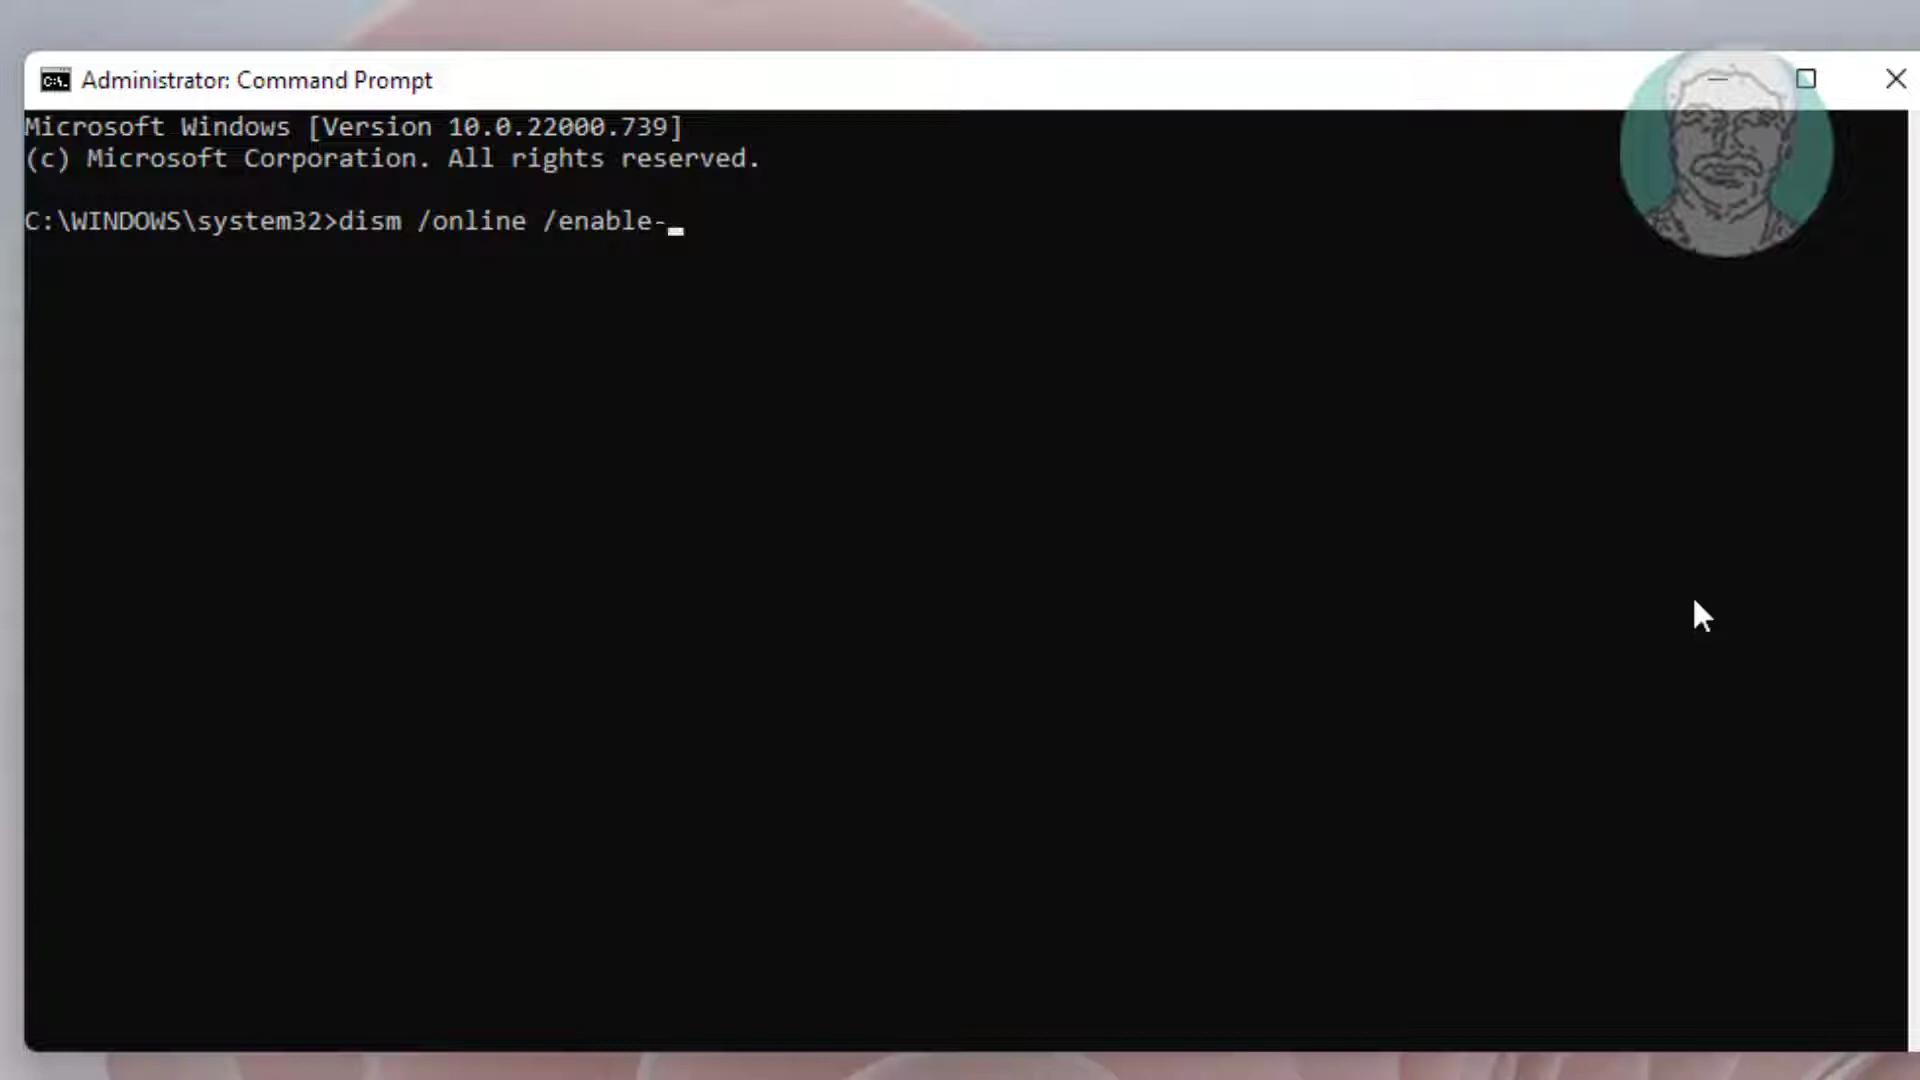 Administrator: Command Prompt
Microsoft Windows [Version 10.0.22000.739]
(c) Microsoft Corporation. All rights reserved.
C:\WINDOWS\system32>dism /online /enable-